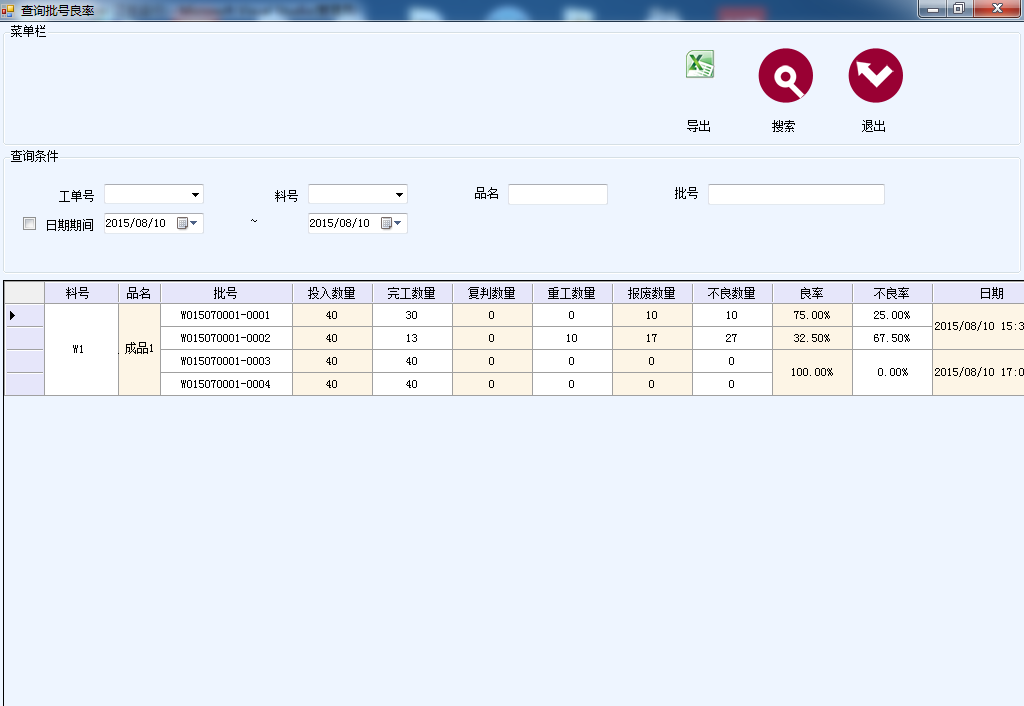 查询批号良率
菜单栏
导出 搜索 退出
查询条件
工单号 料号 品名 批号
日期期间 2015/08/10 ~ 2015/08/10
料号 品名 批号 投入数量 完工数量 复判数量 重工数量 报废数量 不良数量 良率 不良率 日期
W1 成品1
W015070001-0001 40 30 0 0 10 10 75.00% 25.00%
2015/08/10 15:3
W015070001-0002 40 13 0 10 17 27 32.50% 67.50%
W015070001-0003 40 40 0 0 0 0
100.00% 0.00% 2015/08/10 17:0
W015070001-0004 40 40 0 0 0 0